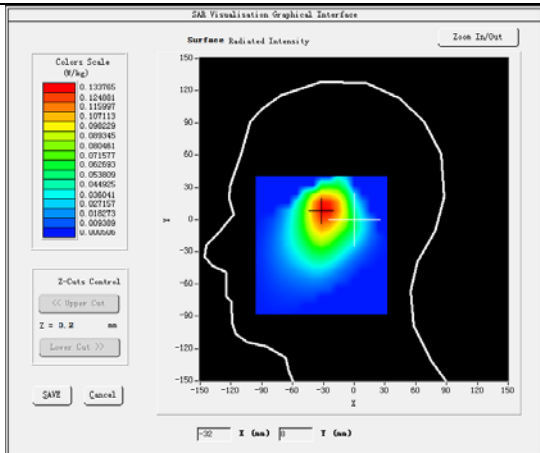 SAR Visualisation Graphical Interface
Surface Radiated Intensity
Zoom In/Out
Colors Scale
(W/kg)
0.133765
0.124881
0.115997
0.107113
0.098229
0.089345
0.080461
0.071577
0.062693
0.053809
0.044925
0.036041
0.027157
0.018273
0.009389
0.000506
Z-Cuts Control
<< Upper Cut
Z = 0.2 mm
Lower Cut >>
SAVE
Cancel
150
120
90
60
30
0
-30
-60
-90
-120
-150
Y
-150 -120 -90 -60 -30 0 30 60 90 120 150
X
-32 X (mm) 8 Y (mm)